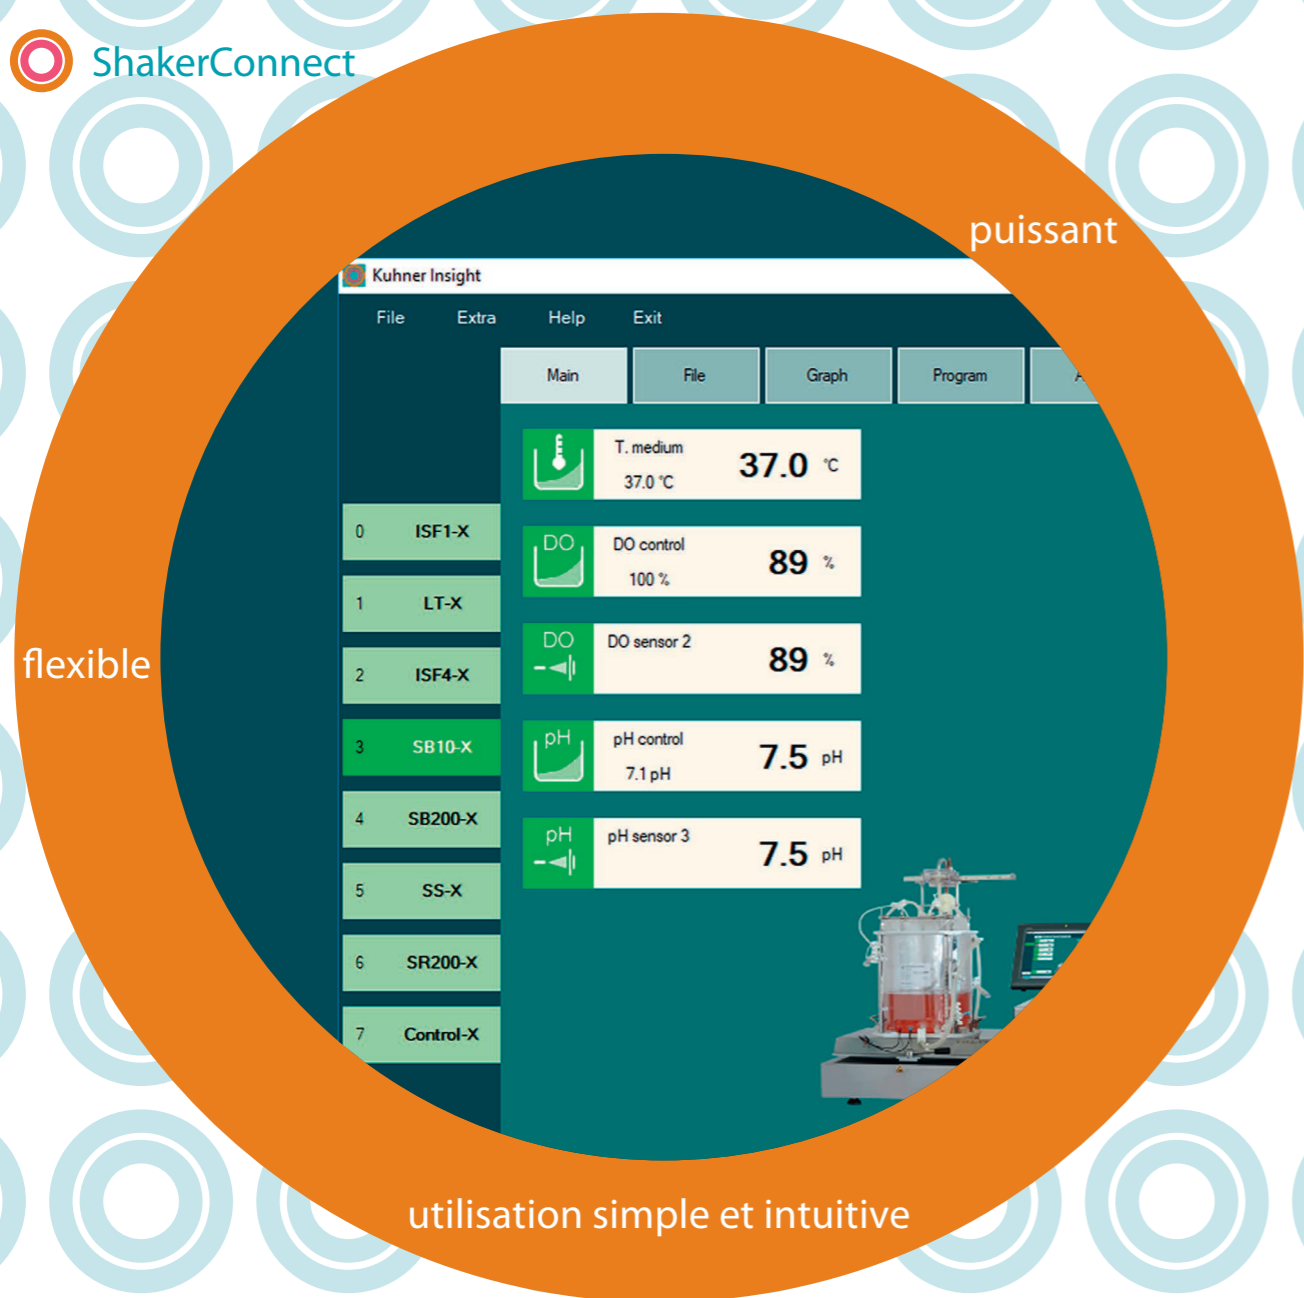 ShakerConnect
puissant
Kuhner Insight
File Extra Help Exit
Main File Graph Program
T. medium
37.0 °C
37.0 °C
0 ISF1-X
DO
DO control
100 %
89 %
1 LT-X
DO
DO sensor 2
89 %
flexible
2 ISF4-X
pH
pH control
7.1 pH
7.5 pH
3 SB10-X
pH
pH sensor 3
7.5 pH
4 SB200-X
5 SS-X
6 SR200-X
7 Control-X
utilisation simple et intuitive